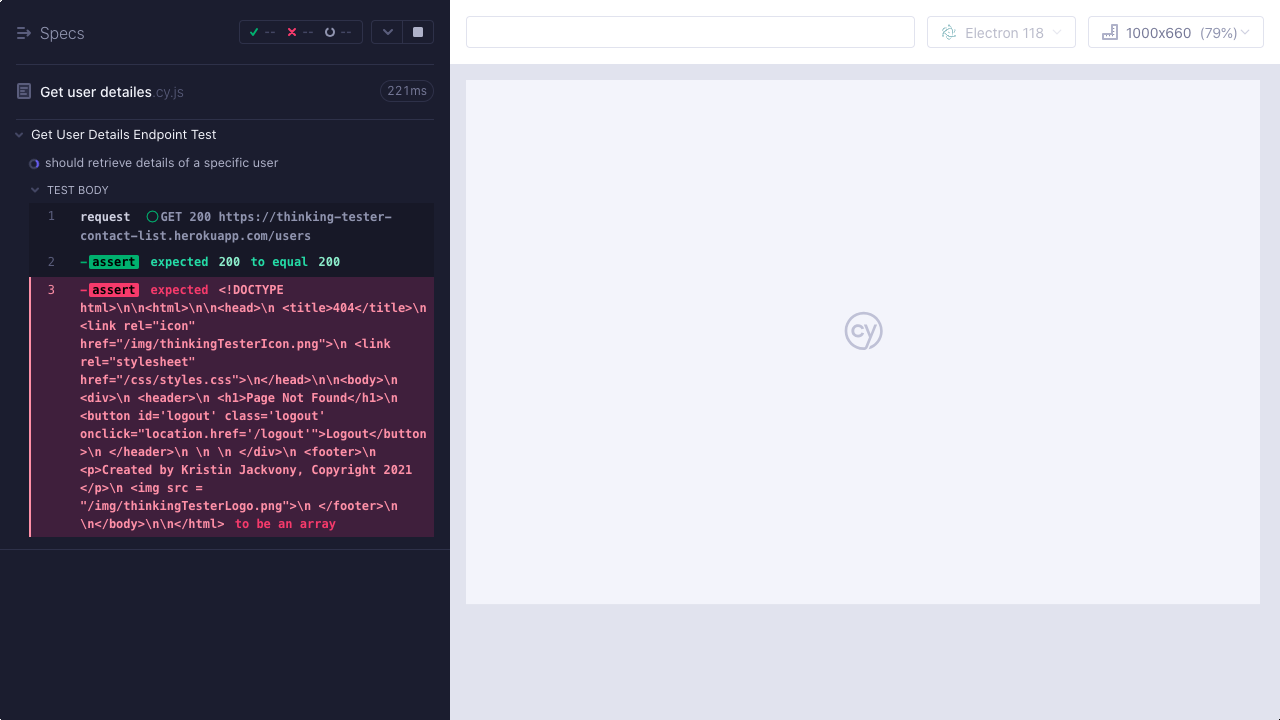 Specs
-- -- --
Electron 118
1000x660 (79%)
Get user detailes.cy.js
221ms
Get User Details Endpoint Test
should retrieve details of a specific user
TEST BODY
1 request GET 200 https://thinking-tester-
contact-list.herokuapp.com/users
2 -assert expected 200 to equal 200
3 -assert expected <!DOCTYPE
html>\n\n<html>\n\n<head>\n <title>404</title>\n
<link rel="icon"
href="/img/thinkingTesterIcon.png">\n <link
rel="stylesheet"
href="/css/styles.css">\n</head>\n\n<body>\n
<div>\n <header>\n <h1>Page Not Found</h1>\n
<button id='logout' class='logout'
onclick="location.href='/logout'">Logout</button
>\n </header>\n \n \n </div>\n <footer>\n
<p>Created by Kristin Jackvony, Copyright 2021
</p>\n <img src =
"/img/thinkingTesterLogo.png">\n </footer>\n
\n</body>\n\n</html> to be an array
cy